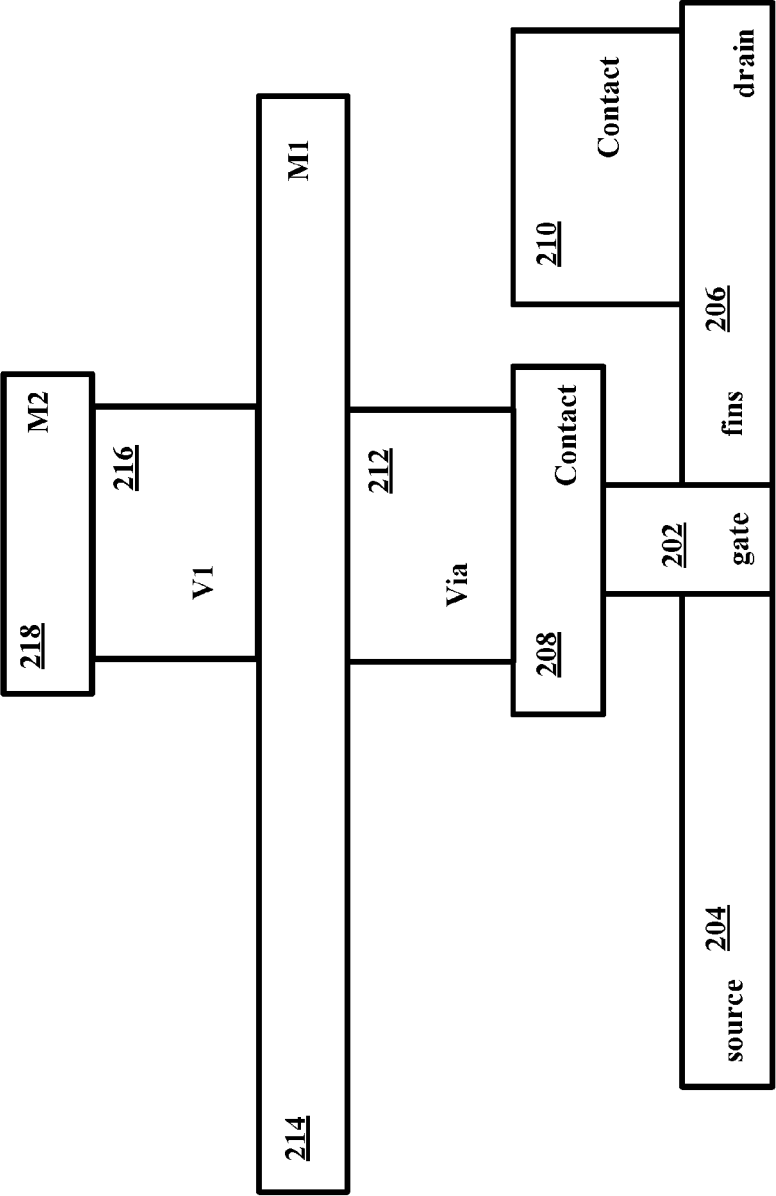 218
M2
216
V1
214
M1
212
Via
208
Contact
210
Contact
202
gate
204
source
206
fins
drain